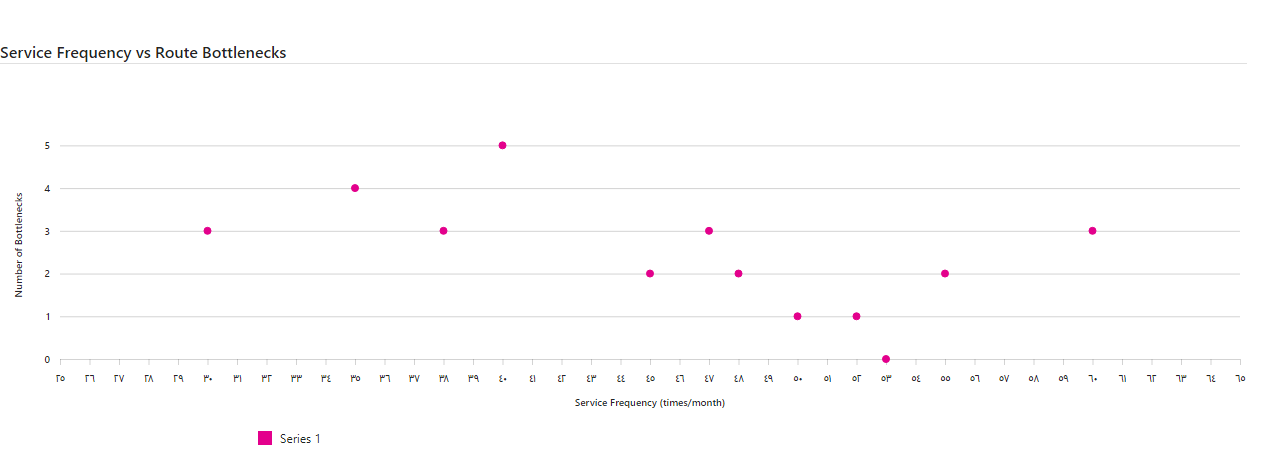 Service Frequency vs Route Bottlenecks
5
4
3
2
1
0
Number of Bottlenecks
٢٥ ٢٦ ٢٧ ٢٨ ٢٩ ٣٠ ٣١ ٣٢ ٣٣ ٣٤ ٣٥ ٣٦ ٣٧ ٣٨ ٣٩ ٤٠ ٤١ ٤٢ ٤٣ ٤٤ ٤٥ ٤٦ ٤٧ ٤٨ ٤٩ ٥٠ ٥١ ٥٢ ٥٣ ٥٤ ٥٥ ٥٦ ٥٧ ٥٨ ٥٩ ٦٠ ٦١ ٦٢ ٦٣ ٦٤ ٦٥
Service Frequency (times/month)
Series 1